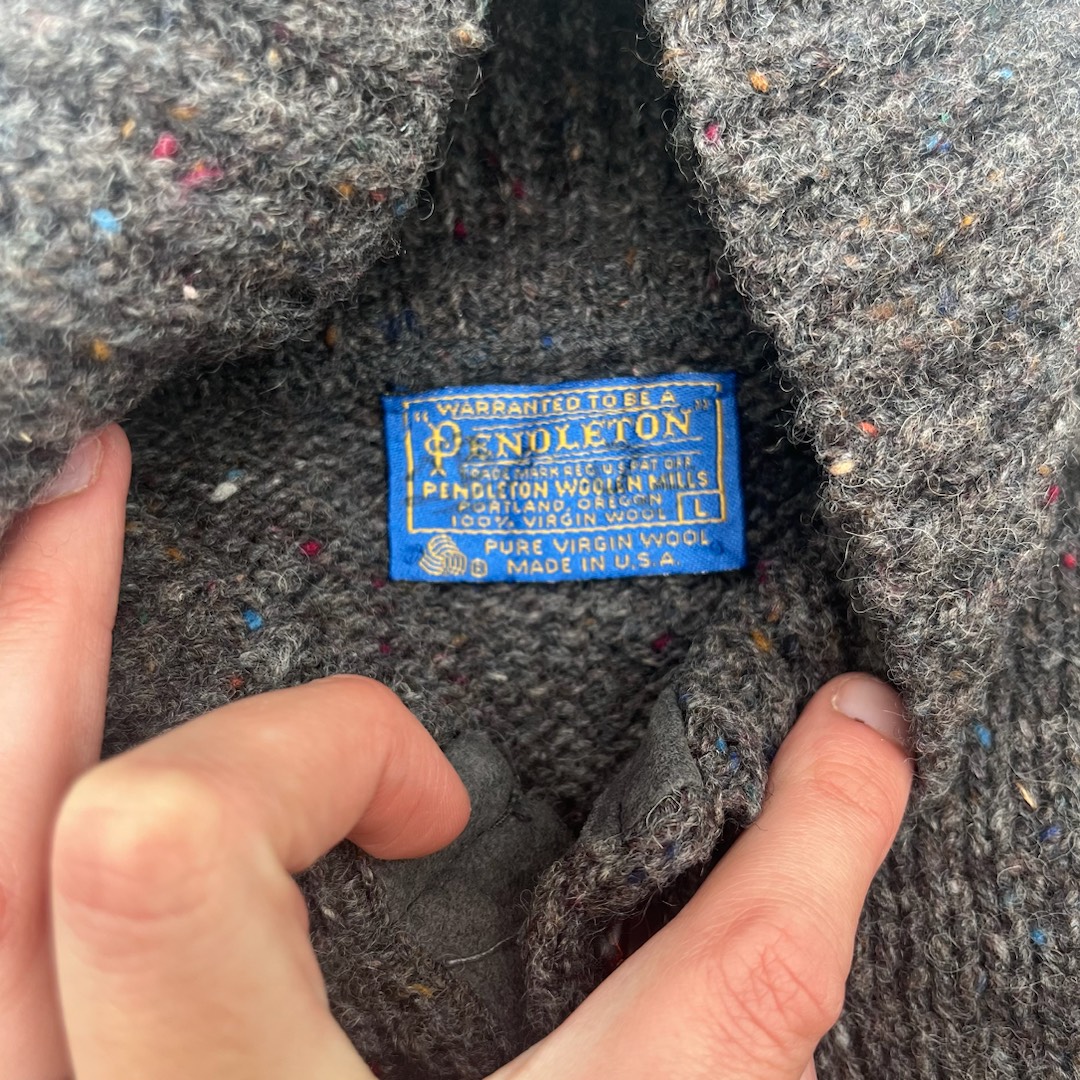 WARRANTED TO BE A
"PENDLETON"
TRADE MARK REG. U.S. PAT. OFF.
PENDLETON WOOLEN MILLS
PORTLAND, OREGON
100% VIRGIN WOOL L
PURE VIRGIN WOOL
® MADE IN U.S.A.